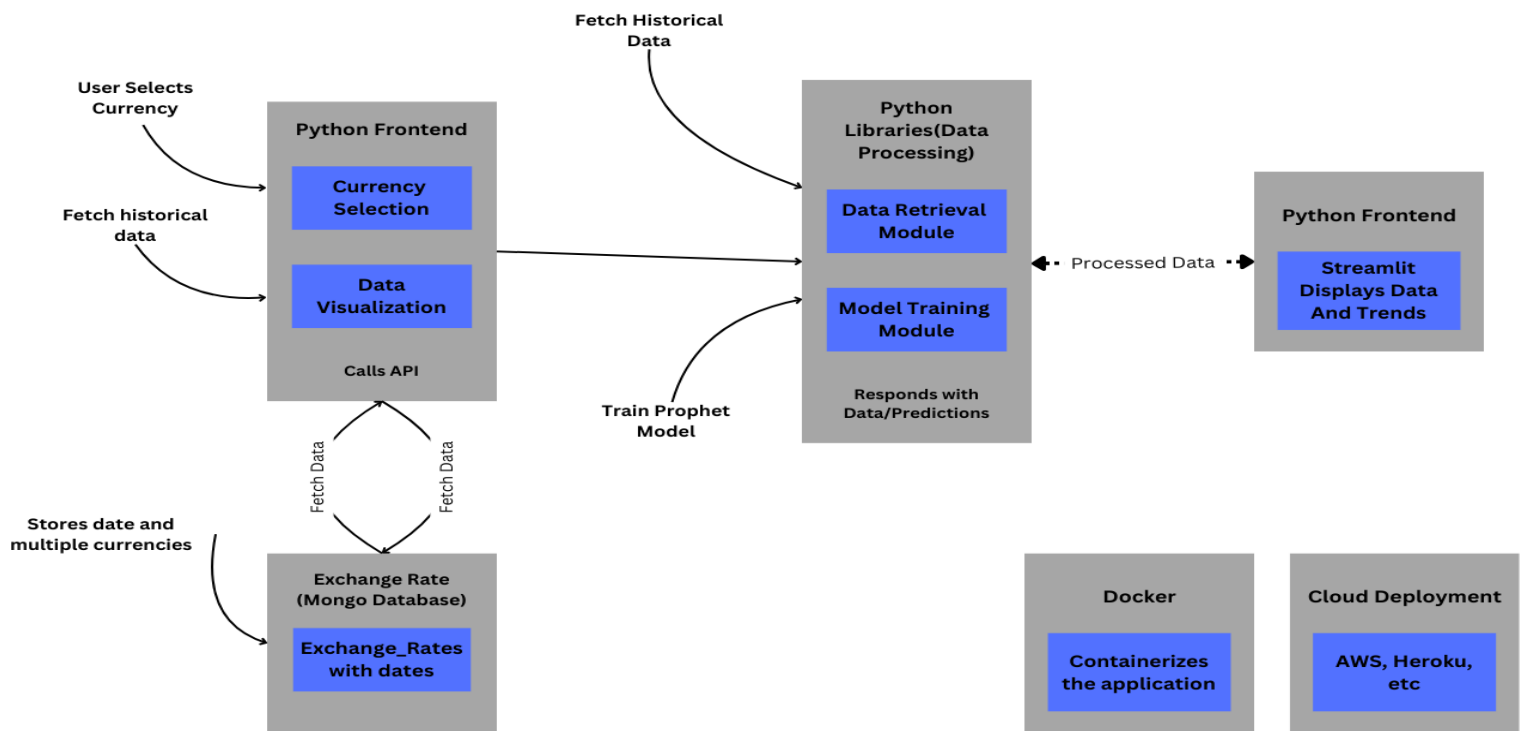 Fetch Historical
Data
User Selects
Currency
Python Frontend
Currency
Selection
Fetch historical
data
Data
Visualization
Calls API
Python
Libraries(Data
Processing)
Data Retrieval
Module
Model Training
Module
Responds with
Data/Predictions
Train Prophet
Model
Processed Data
Python Frontend
Streamlit
Displays Data
And Trends
Fetch Data
Fetch Data
Stores date and
multiple currencies
Exchange Rate
(Mongo Database)
Exchange_Rates
with dates
Docker
Containerizes
the application
Cloud Deployment
AWS, Heroku,
etc